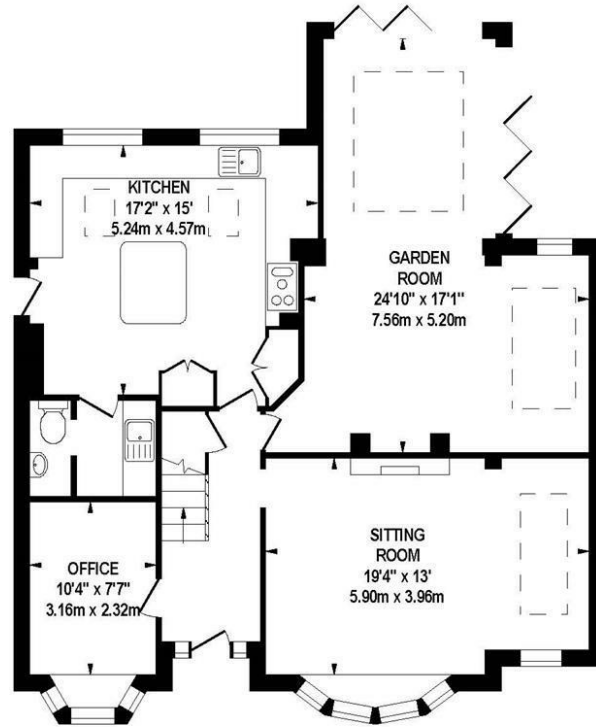 KITCHEN
17'2" x 15'
5.24m x 4.57m
GARDEN
ROOM
24'10" x 17'1"
7.56m x 5.20m
SITTING
ROOM
19'4" x 13'
5.90m x 3.96m
OFFICE
10'4" x 7'7"
3.16m x 2.32m